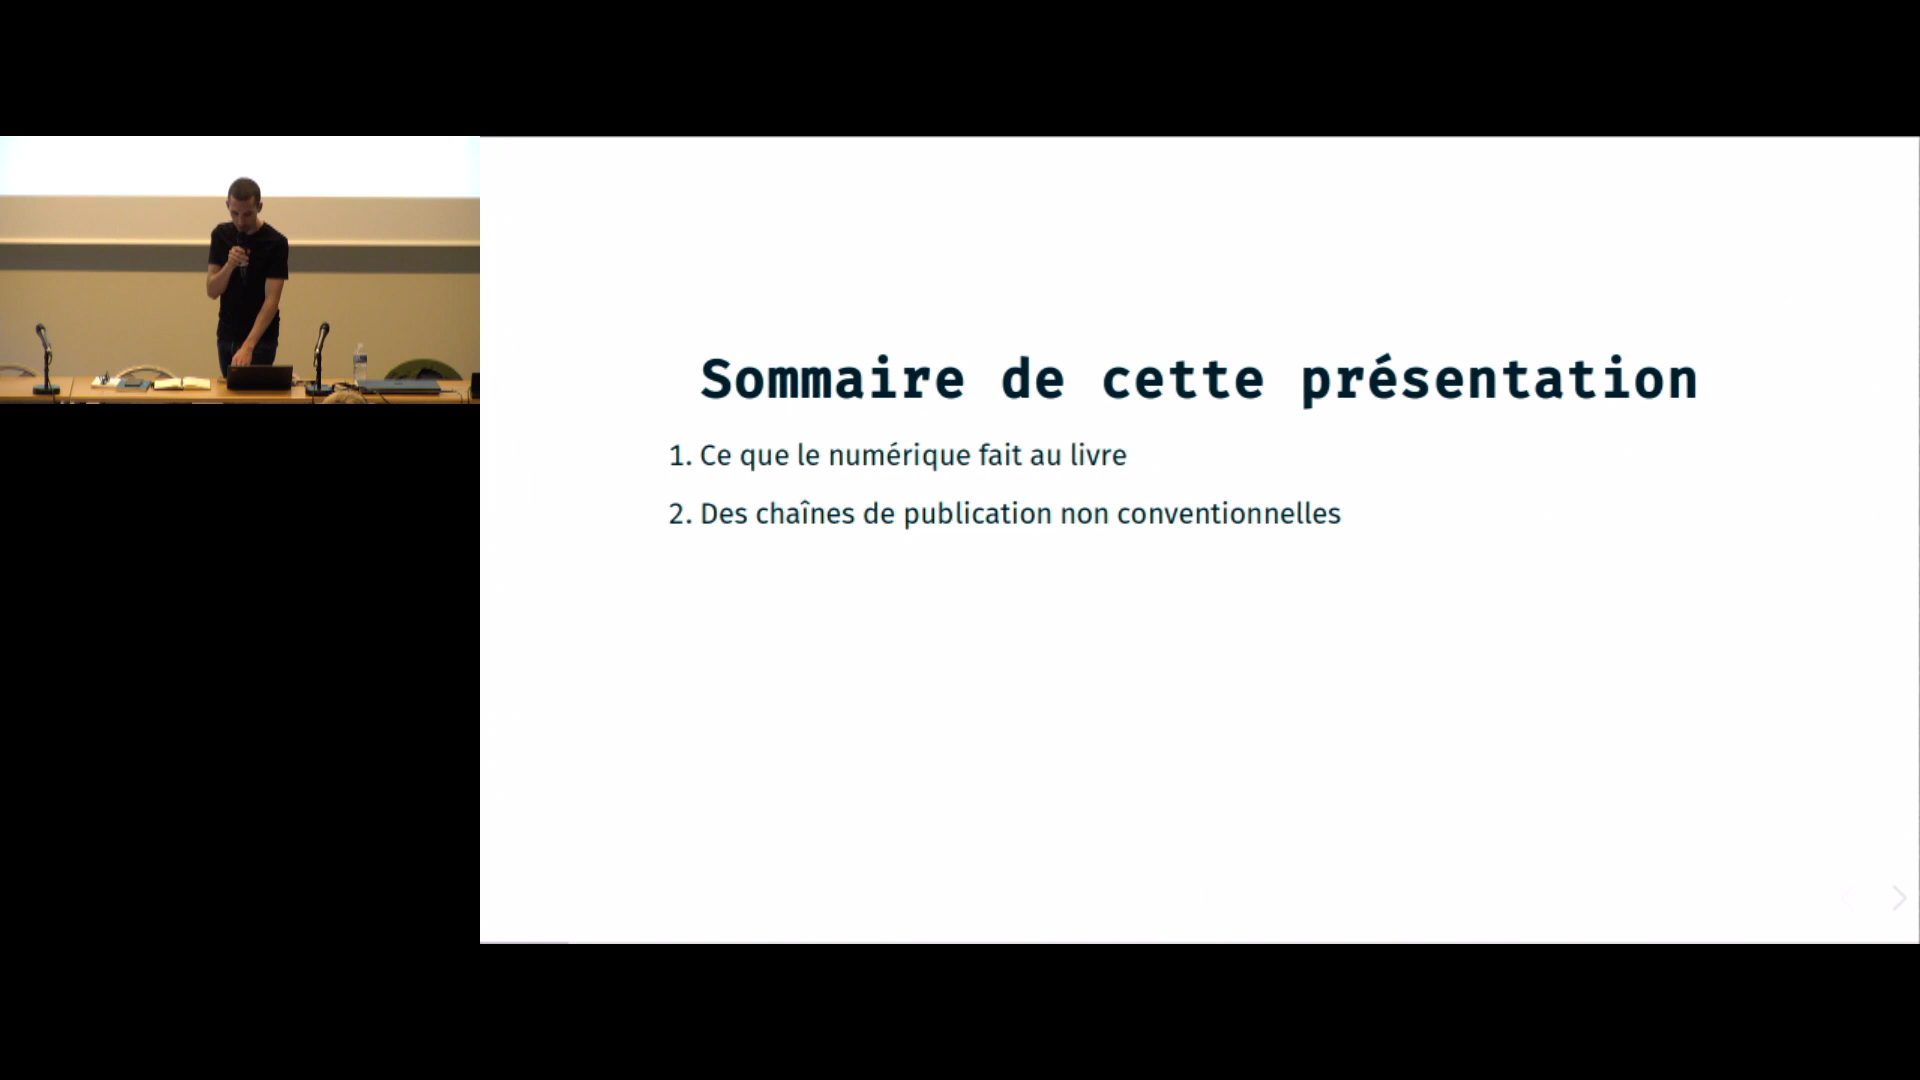 Sommaire de cette présentation
1. Ce que le numérique fait au livre
2. Des chaînes de publication non conventionnelles